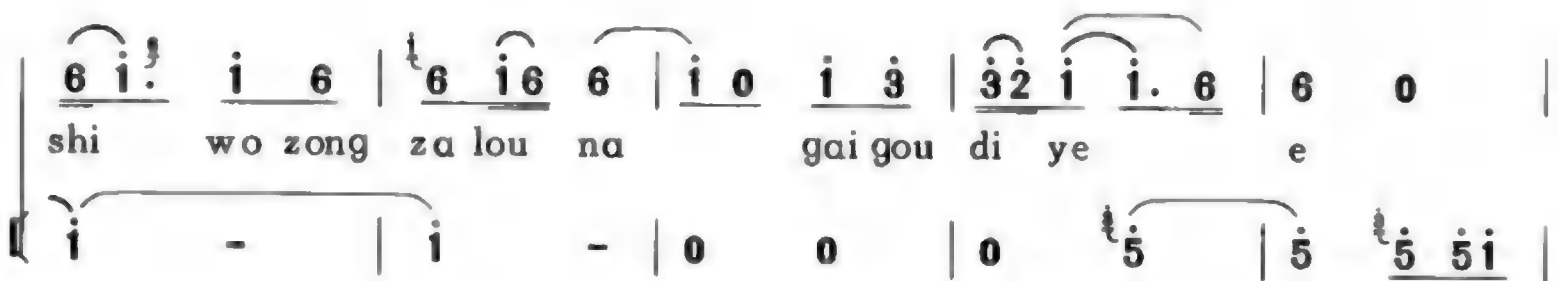 6 i. i 6 | 6 i6 6 | i 0 i 3 | 32 i i. 6 | 6 0 |
shi wo zong za lou na gai gou di ye e
i - | i - | 0 0 | 0 5 | 5 5 5i |